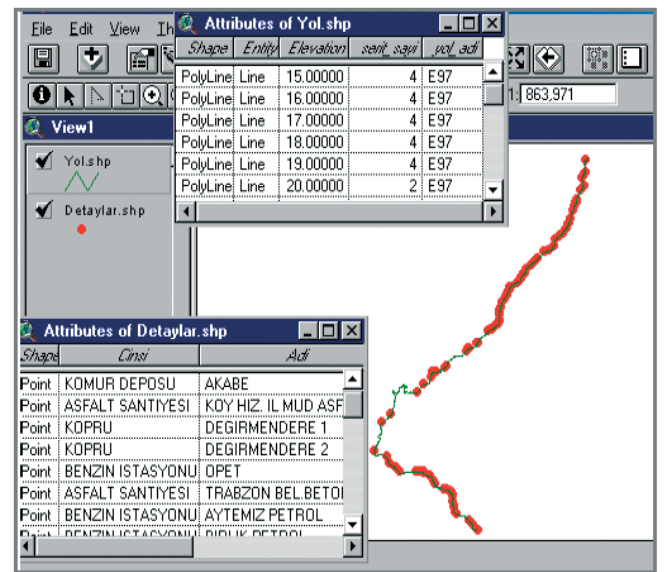 File Edit View Th
1: 863,971
View1
Yol.shp
Detaylar.shp
Attributes of Yol.shp
Shape Entity Elevation serit_sayi yol_adi
PolyLine Line 15.00000 4 E97
PolyLine Line 16.00000 4 E97
PolyLine Line 17.00000 4 E97
PolyLine Line 18.00000 4 E97
PolyLine Line 19.00000 4 E97
PolyLine Line 20.00000 2 E97
Attributes of Detaylar.shp
Shape Cinsi Adi
Point KOMUR DEPOSU AKABE
Point ASFALT SANTIYESI KOY HIZ. IL MUD ASF
Point KOPRU DEGIRMENDERE 1
Point KOPRU DEGIRMENDERE 2
Point BENZIN ISTASYONU OPET
Point ASFALT SANTIYESI TRABZON BEL.BETO
Point BENZIN ISTASYONU AYTEMIZ PETROL
Point BENZIN ISTASYONU PETROL